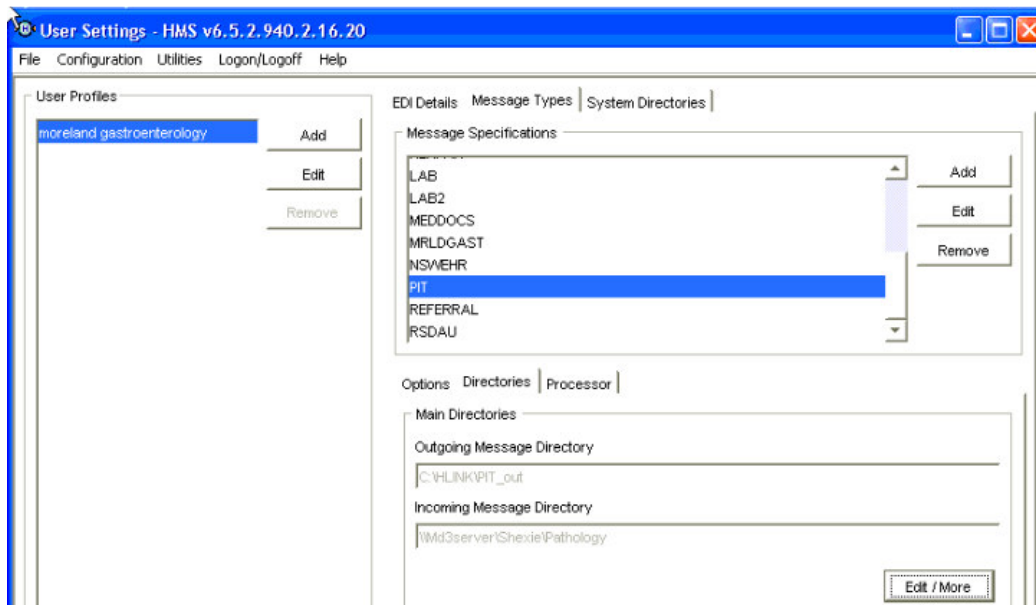 User Settings - HMS v6.5.2.940.2.16.20
File Configuration Utilities Logon/Logoff Help
User Profiles
moreland gastroenterology
Add
Edit
Remove
EDI Details Message Types System Directories
Message Specifications
LAB
LAB2
MEDDOCS
MRLDGAST
NSWEHR
PIT
REFERRAL
RSDAU
Add
Edit
Remove
Options Directories Processor
Main Directories
Outgoing Message Directory
C:\HLINK\PIT_out
Incoming Message Directory
\\Md3server\Shexie\Pathology
Edit / More